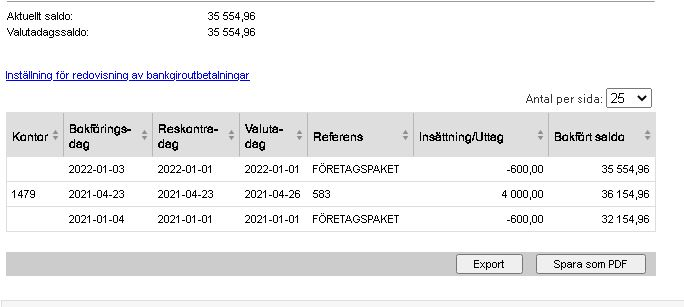 Aktuellt saldo: 35 554,96
Valutadagssaldo: 35 554,96
Inställning för redovisning av bankgiroutbetalningar
Antal per sida: 25
Kontor Bokförings-dag Reskontra-dag Valuta-dag Referens Insättning/Uttag Bokfört saldo
2022-01-03 2022-01-01 2022-01-01 FÖRETAGSPAKET -600,00 35 554,96
1479 2021-04-23 2021-04-23 2021-04-26 583 4 000,00 36 154,96
2021-01-04 2021-01-01 2021-01-01 FÖRETAGSPAKET -600,00 32 154,96
Export Spara som PDF